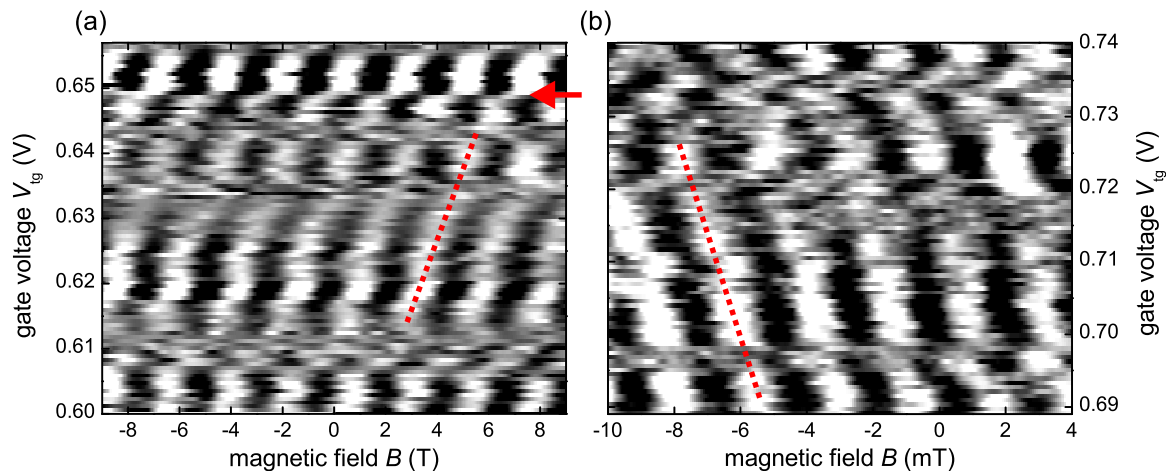 (a)
(b)
gate voltage Vtg (V)
0.65
0.64
0.63
0.62
0.61
0.60
-8 -6 -4 -2 0 2 4 6 8
magnetic field B (T)
0.74
0.73
0.72
0.71
0.70
0.69
gate voltage Vtg (V)
-10 -8 -6 -4 -2 0 2 4
magnetic field B (mT)